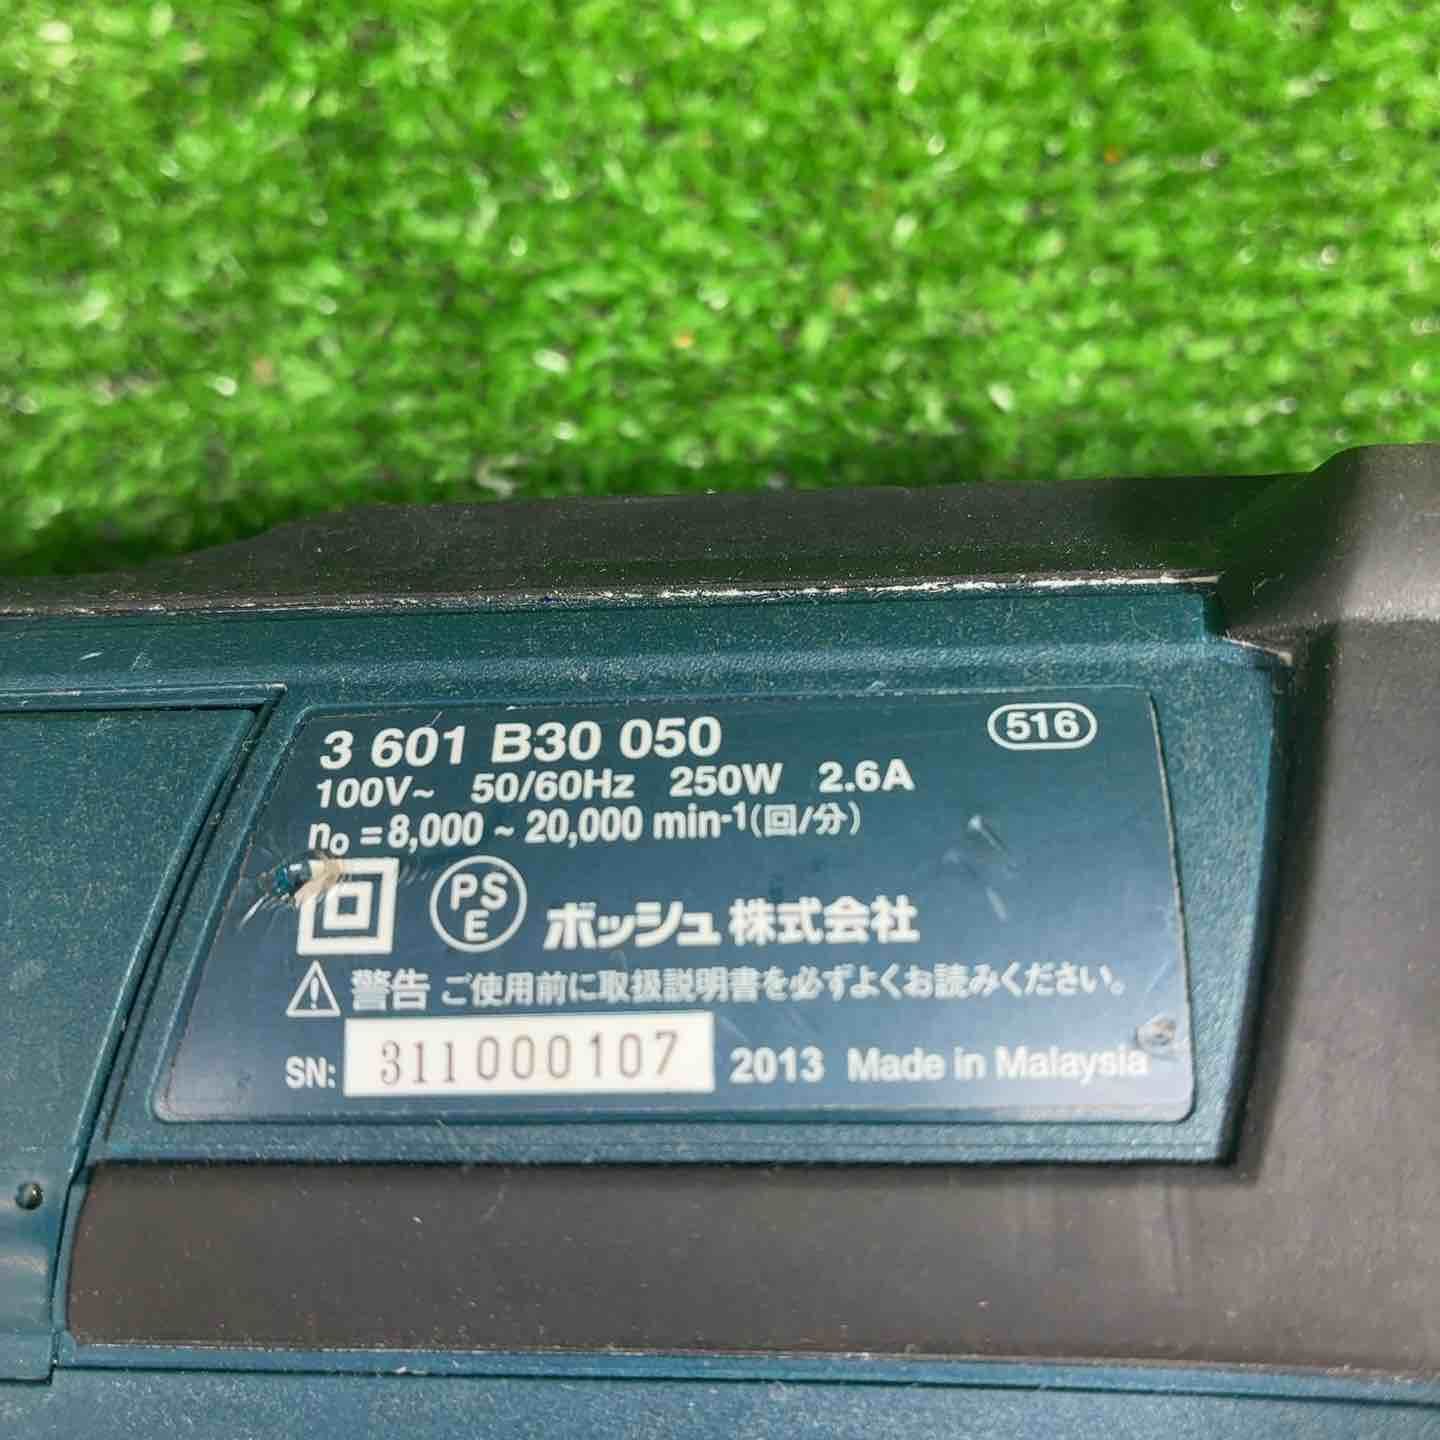 3 601 B30 050
516
100V~ 50/60Hz 250W 2.6A
no = 8,000 ~ 20,000 min-1(回/分)
PS
E
ボッシュ株式会社
警告 ご使用前に取扱説明書を必ずよくお読みください。
SN: 311000107 2013 Made in Malaysia